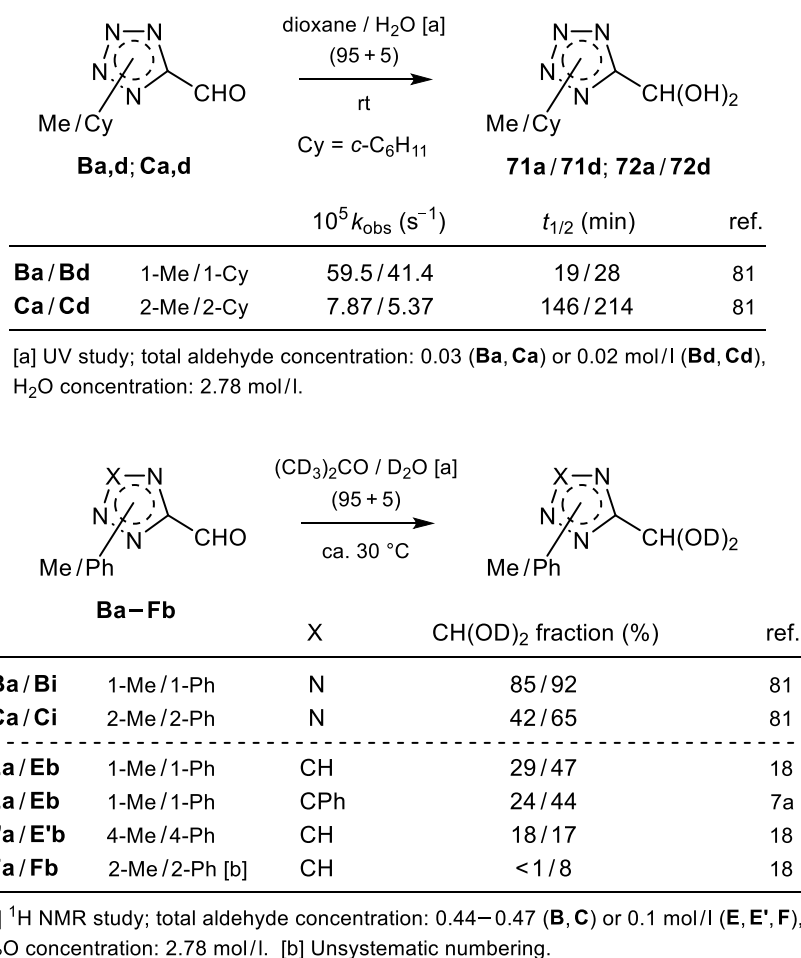 N N
N
N
CHO
Me/Cy
Ba,d; Ca,d
dioxane / H₂O [a]
(95 + 5)
rt
Cy = c-C₆H₁₁
N N
N
N
CH(OH)₂
Me/Cy
71a / 71d; 72a / 72d
10⁵ k_obs (s⁻¹) t₁/₂ (min) ref.
Ba / Bd 1-Me / 1-Cy 59.5 / 41.4 19 / 28 81
Ca / Cd 2-Me / 2-Cy 7.87 / 5.37 146 / 214 81
[a] UV study; total aldehyde concentration: 0.03 (Ba, Ca) or 0.02 mol / l (Bd, Cd),
H₂O concentration: 2.78 mol / l.
X N
N
N
CHO
Me/Ph
Ba–Fb
(CD₃)₂CO / D₂O [a]
(95 + 5)
ca. 30 °C
X N
N
N
CH(OD)₂
Me/Ph
X CH(OD)₂ fraction (%) ref.
a / Bi 1-Me / 1-Ph N 85 / 92 81
a / Ci 2-Me / 2-Ph N 42 / 65 81
a / Eb 1-Me / 1-Ph CH 29 / 47 18
a / Eb 1-Me / 1-Ph CPh 24 / 44 7a
'a / E'b 4-Me / 4-Ph CH 18 / 17 18
a / Fb 2-Me / 2-Ph [b] CH < 1 / 8 18
] ¹H NMR study; total aldehyde concentration: 0.44–0.47 (B, C) or 0.1 mol / l (E, E', F),
O concentration: 2.78 mol / l. [b] Unsystematic numbering.